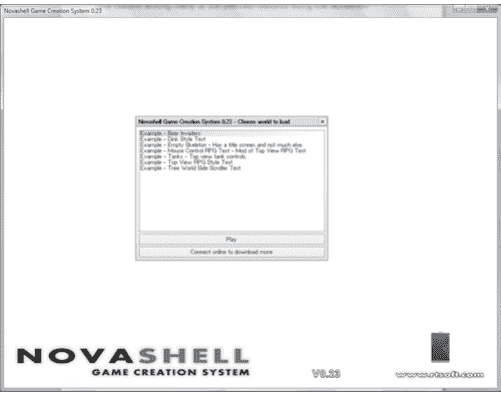 Novashell Game Creation System 0.23
Novashell Game Creation System 0.23 - Choose world to load
Example - Beer Invaders
Example - Dink Style Test
Example - Empty Skeleton - Has a title screen and not much else
Example - Mouse Control RPG Test - Mod of Top View RPG Test
Example - Tanks - Top view tank controls
Example - Top View RPG Style Test
Example - Tree World Side Scroller Test
Play
Connect online to download more
NOVASHELL
GAME CREATION SYSTEM
V0.23
www.rtsoft.com